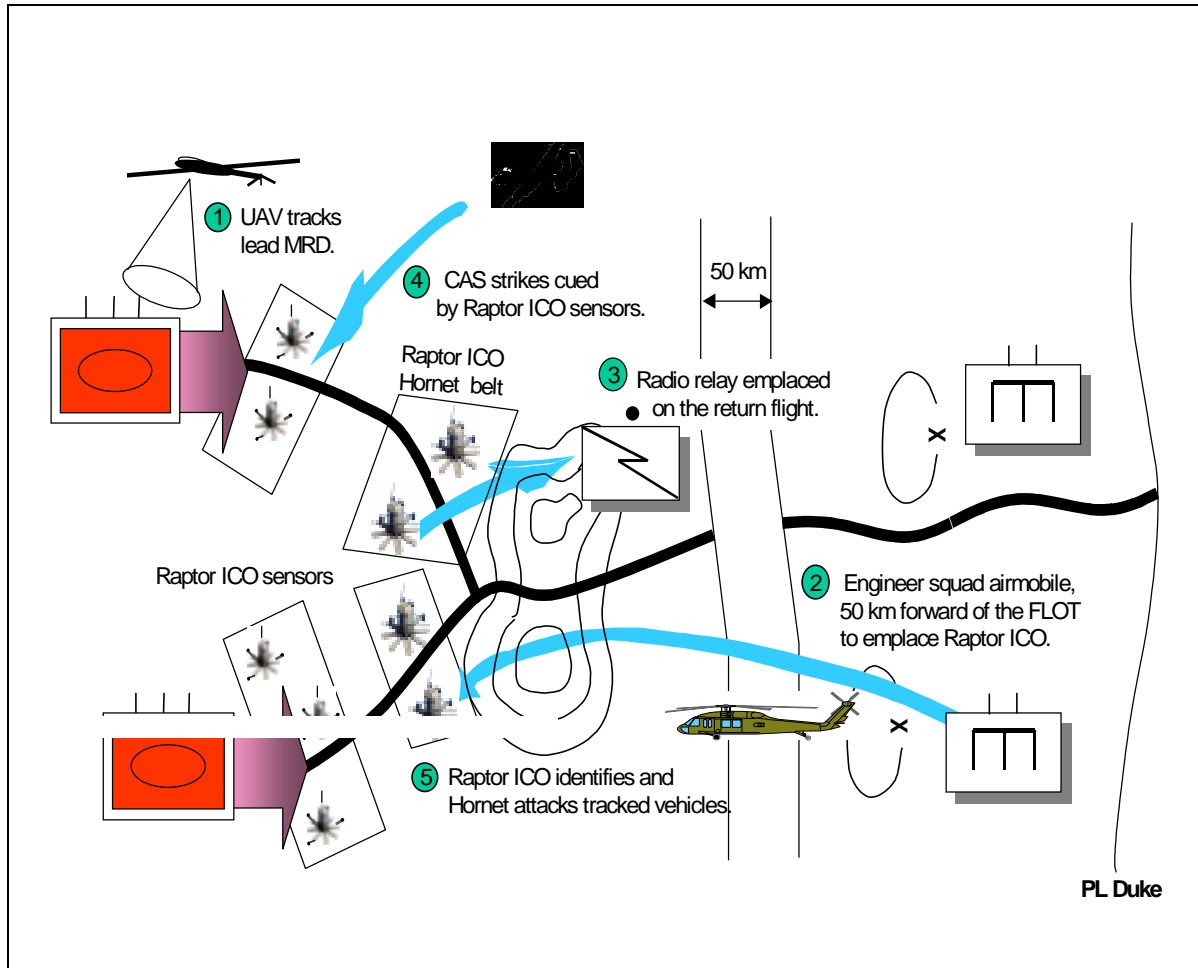 1 UAV tracks
lead MRD.
4 CAS strikes cued
by Raptor ICO sensors.
50 km
Raptor ICO
Hornet belt
3 Radio relay emplaced
on the return flight.
X
Raptor ICO sensors
2 Engineer squad airmobile,
50 km forward of the FLOT
to emplace Raptor ICO.
X
5 Raptor ICO identifies and
Hornet attacks tracked vehicles.
PL Duke